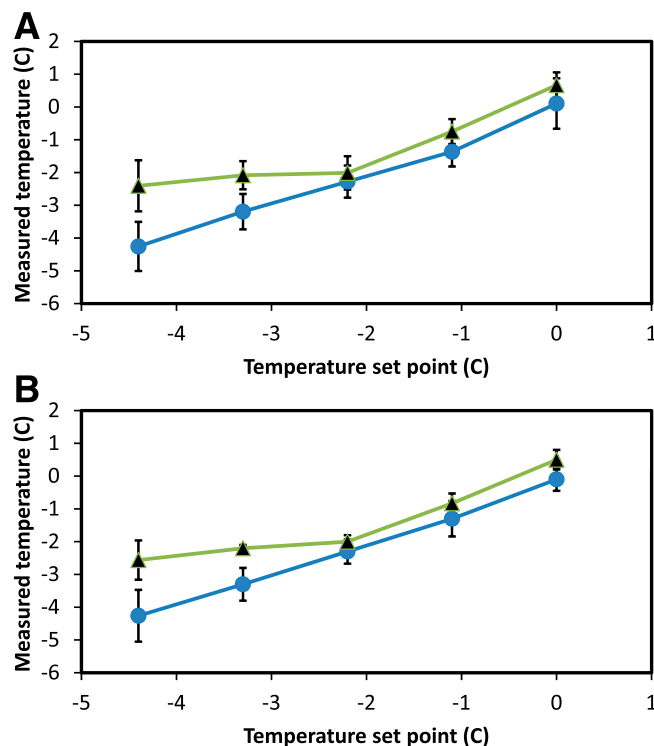 A
Measured temperature (C)
2
1
0
-1
-2
-3
-4
-5
-6
-5 -4 -3 -2 -1 0 1
Temperature set point (C)
B
Measured temperature (C)
2
1
0
-1
-2
-3
-4
-5
-6
-5 -4 -3 -2 -1 0 1
Temperature set point (C)